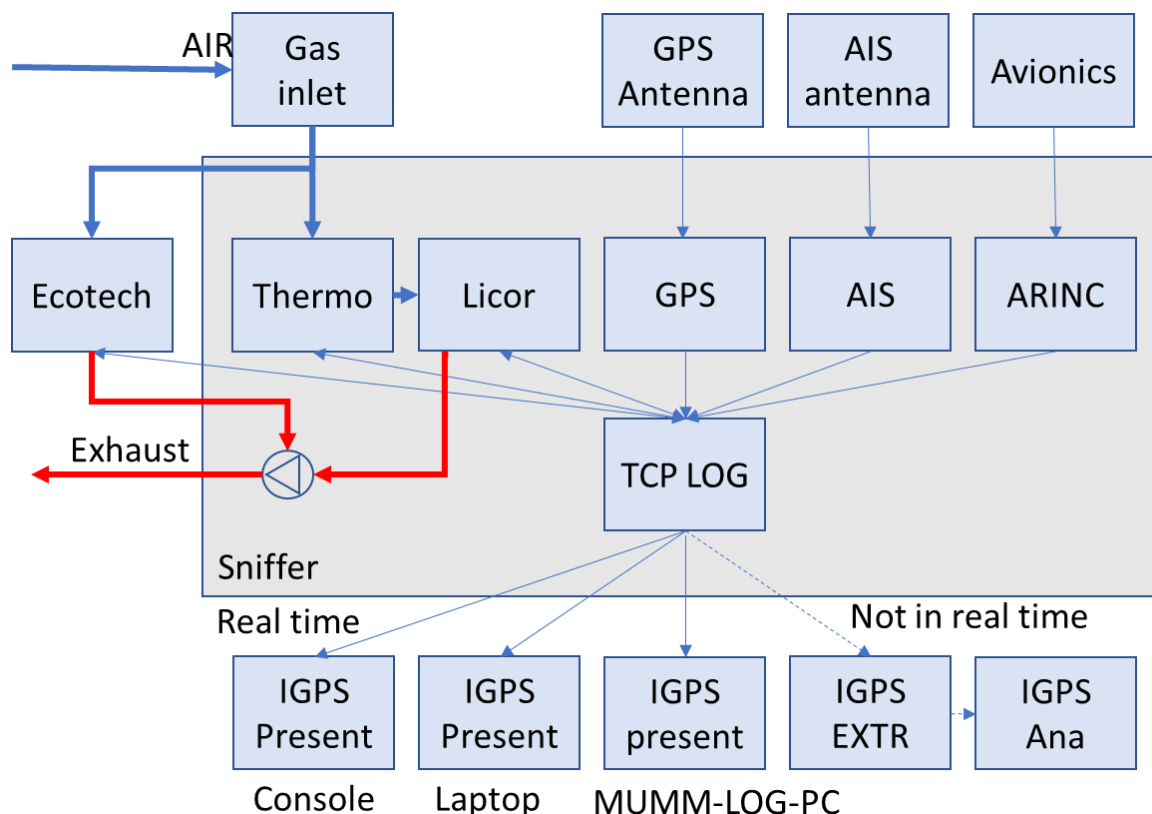 AIR
Gas
inlet
GPS
Antenna
AIS
antenna
Avionics
Ecotech
Thermo
Licor
GPS
AIS
ARINC
Exhaust
TCP LOG
Sniffer
Real time
Not in real time
IGPS
Present
IGPS
Present
IGPS
present
IGPS
EXTR
IGPS
Ana
Console
Laptop
MUMM-LOG-PC